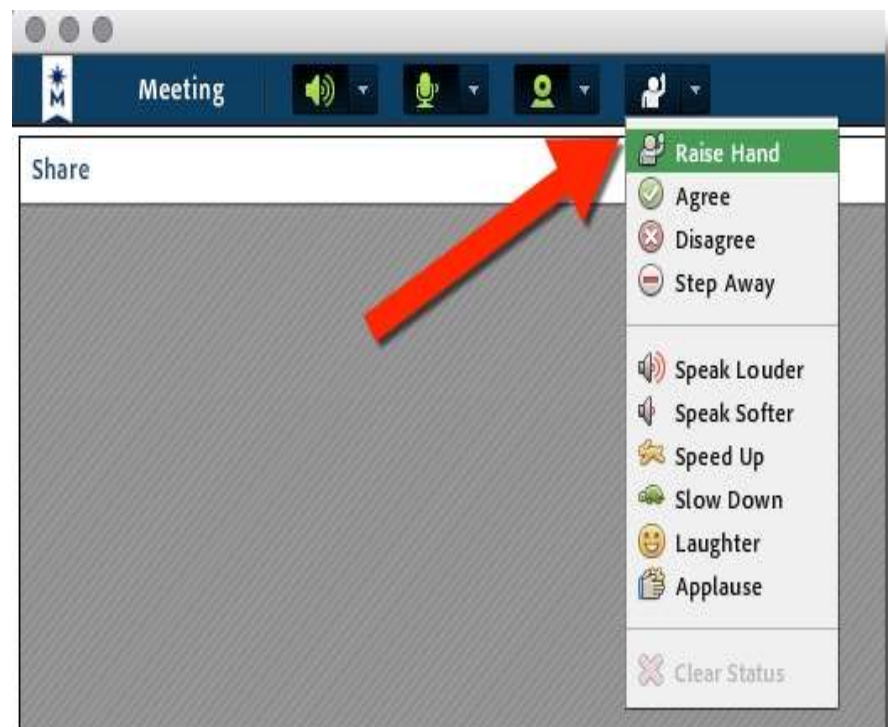 M
Meeting
Share
Raise Hand
Agree
Disagree
Step Away
Speak Louder
Speak Softer
Speed Up
Slow Down
Laughter
Applause
Clear Status